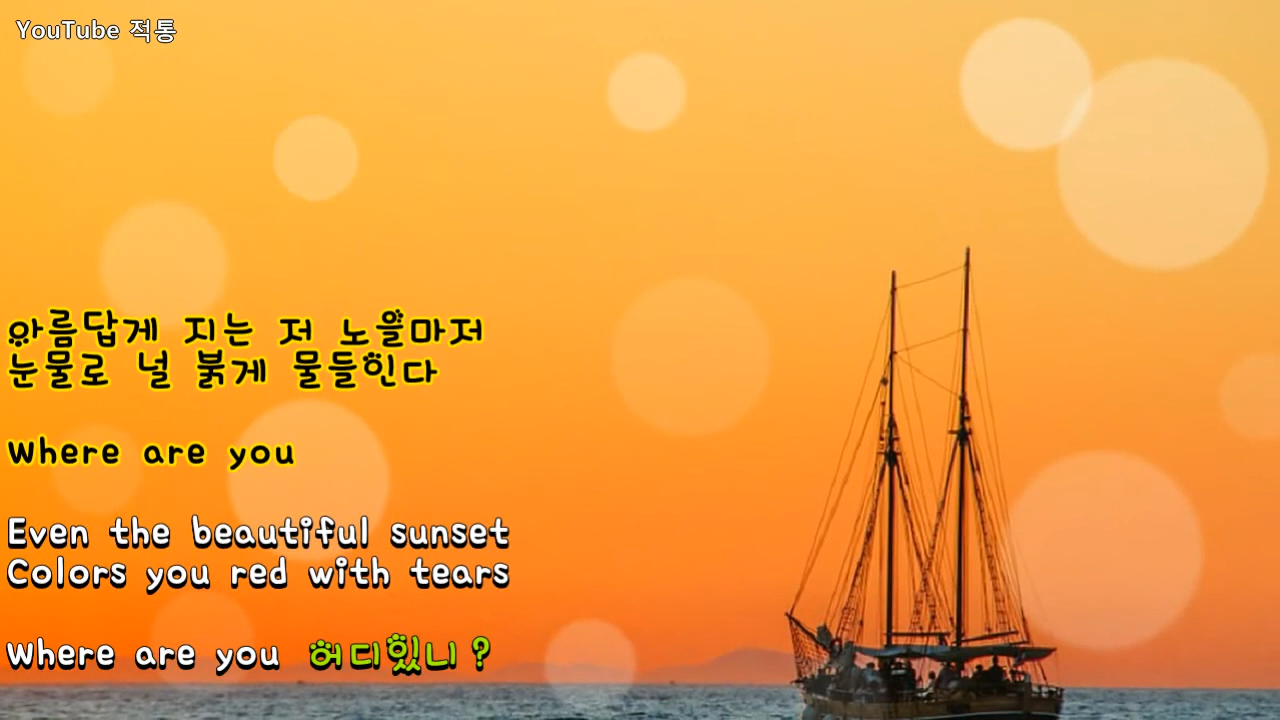 YouTube 적통
아름답게 지는 저 노을마저
눈물로 널 붉게 물들힌다
Where are you
Even the beautiful sunset
Colors you red with tears
Where are you 허디있니?